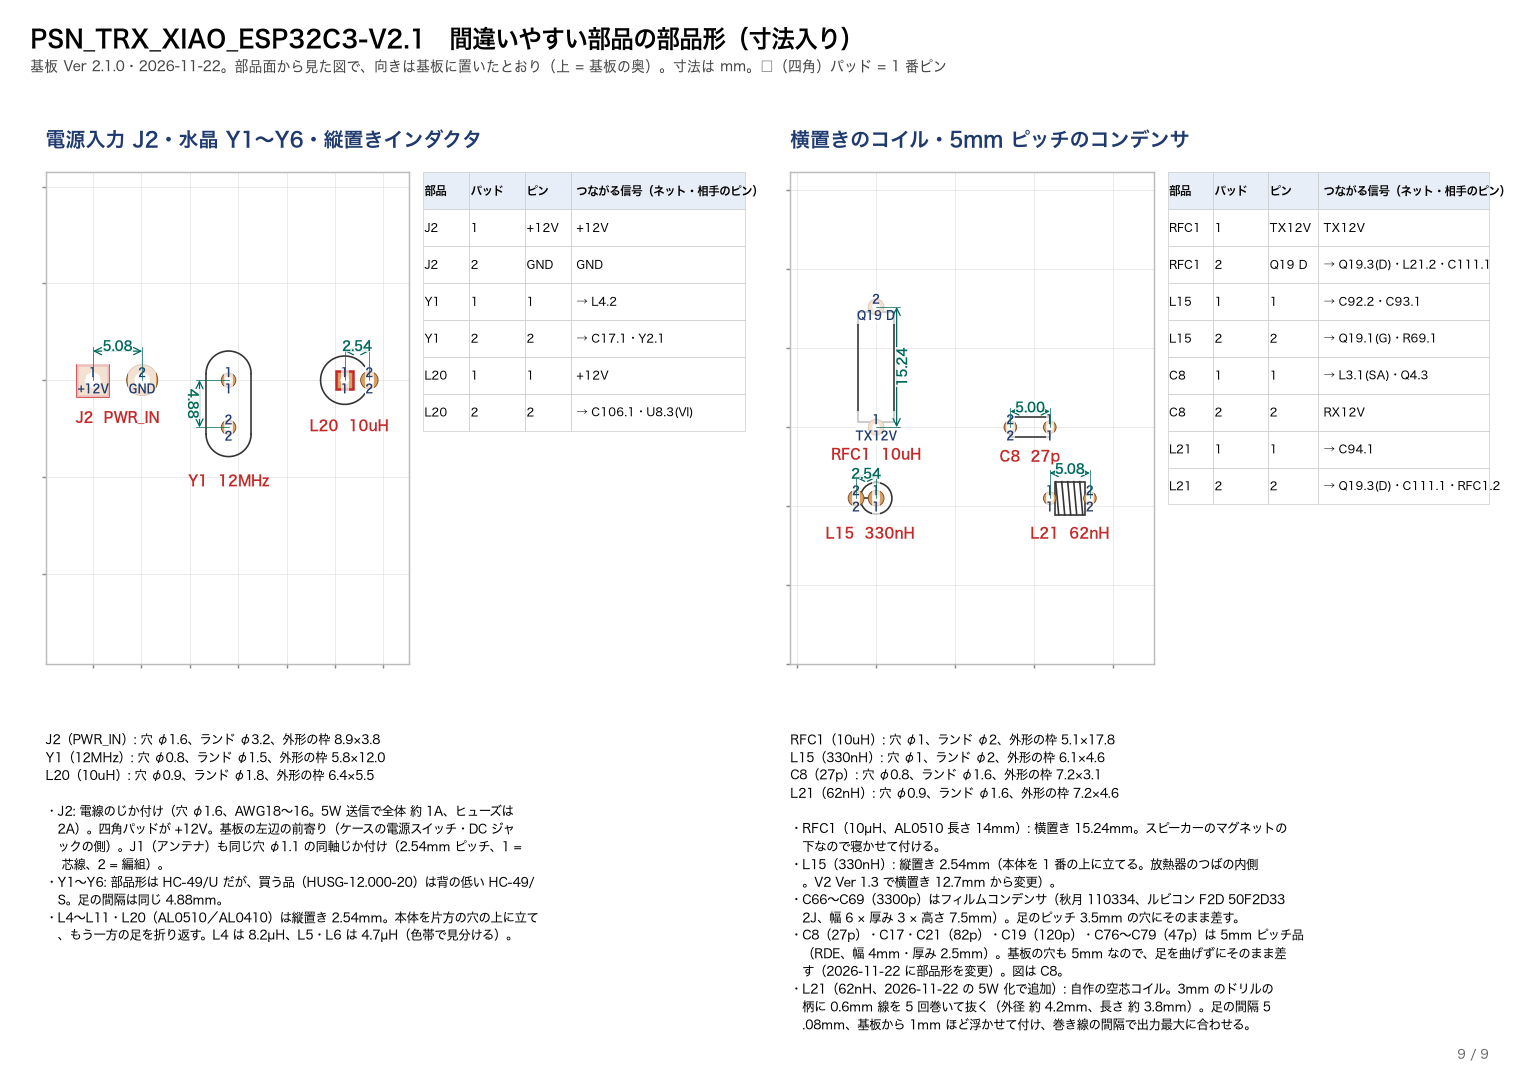 PSN_TRX_XIAO_ESP32C3-V2.1　間違いやすい部品の部品形（寸法入り）
基板 Ver 2.1.0・2026-11-22。部品面から見た図で、向きは基板に置いたとおり（上 = 基板の奥）。寸法は mm。□（四角）パッド = 1 番ピン
電源入力 J2・水晶 Y1〜Y6・縦置きインダクタ
5.08
1
+12V
2
GND
J2 PWR_IN
4.88
1
1
2
2
Y1 12MHz
2.54
1
1
2
2
L20 10uH
部品 パッド ピン つながる信号（ネット・相手のピン）
J2 1 +12V +12V
J2 2 GND GND
Y1 1 1 → L4.2
Y1 2 2 → C17.1・Y2.1
L20 1 1 +12V
L20 2 2 → C106.1・U8.3(VI)
J2（PWR_IN）: 穴 φ1.6、ランド φ3.2、外形の枠 8.9×3.8
Y1（12MHz）: 穴 φ0.8、ランド φ1.5、外形の枠 5.8×12.0
L20（10uH）: 穴 φ0.9、ランド φ1.8、外形の枠 6.4×5.5
・J2: 電線のじか付け（穴 φ1.6、AWG18〜16。5W 送信で全体 約 1A、ヒューズは
2A）。四角パッドが +12V。基板の左辺の前寄り（ケースの電源スイッチ・DC ジャ
ックの側）。J1（アンテナ）も同じ穴 φ1.1 の同軸じか付け（2.54mm ピッチ、1 =
芯線、2 = 編組）。
・Y1〜Y6: 部品形は HC-49/U だが、買う品（HUSG-12.000-20）は背の低い HC-49/
S。足の間隔は同じ 4.88mm。
・L4〜L11・L20（AL0510／AL0410）は縦置き 2.54mm。本体を片方の穴の上に立て
、もう一方の足を折り返す。L4 は 8.2μH、L5・L6 は 4.7μH（色帯で見分ける）。
横置きのコイル・5mm ピッチのコンデンサ
2
Q19 D
15.24
1
TX12V
RFC1 10uH
2.54
2
2
1
1
L15 330nH
5.00
2
2
1
1
C8 27p
5.08
1
1
2
2
L21 62nH
部品 パッド ピン つながる信号（ネット・相手のピン）
RFC1 1 TX12V TX12V
RFC1 2 Q19 D → Q19.3(D)・L21.2・C111.1
L15 1 1 → C92.2・C93.1
L15 2 2 → Q19.1(G)・R69.1
C8 1 1 → L3.1(SA)・Q4.3
C8 2 2 RX12V
L21 1 1 → C94.1
L21 2 2 → Q19.3(D)・C111.1・RFC1.2
RFC1（10uH）: 穴 φ1、ランド φ2、外形の枠 5.1×17.8
L15（330nH）: 穴 φ1、ランド φ2、外形の枠 6.1×4.6
C8（27p）: 穴 φ0.8、ランド φ1.6、外形の枠 7.2×3.1
L21（62nH）: 穴 φ0.9、ランド φ1.6、外形の枠 7.2×4.6
・RFC1（10μH、AL0510 長さ 14mm）: 横置き 15.24mm。スピーカーのマグネットの
下なので寝かせて付ける。
・L15（330nH）: 縦置き 2.54mm（本体を 1 番の上に立てる。放熱器のつばの内側
。V2 Ver 1.3 で横置き 12.7mm から変更）。
・C66〜C69（3300p）はフィルムコンデンサ（秋月 110334、ルビコン F2D 50F2D33
2J、幅 6 × 厚み 3 × 高さ 7.5mm）。足のピッチ 3.5mm の穴にそのまま差す。
・C8（27p）・C17・C21（82p）・C19（120p）・C76〜C79（47p）は 5mm ピッチ品
（RDE、幅 4mm・厚み 2.5mm）。基板の穴も 5mm なので、足を曲げずにそのまま差
す（2026-11-22 に部品形を変更）。図は C8。
・L21（62nH、2026-11-22 の 5W 化で追加）: 自作の空芯コイル。3mm のドリルの
柄に 0.6mm 線を 5 回巻いて抜く（外径 約 4.2mm、長さ 約 3.8mm）。足の間隔 5
.08mm、基板から 1mm ほど浮かせて付け、巻き線の間隔で出力最大に合わせる。
9 / 9